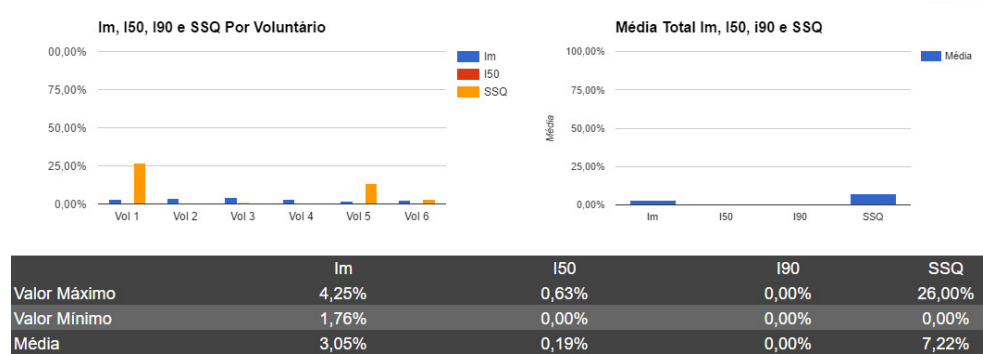 Im, I50, I90 e SSQ Por Voluntário
00,00%
75,00%
50,00%
25,00%
0,00%
Vol 1 Vol 2 Vol 3 Vol 4 Vol 5 Vol 6
Im
I50
SSQ
Média Total Im, I50, i90 e SSQ
100,00%
75,00%
50,00%
25,00%
0,00%
Média
Im I50 I90 SSQ
Média
Im I50 I90 SSQ
Valor Máximo 4,25% 0,63% 0,00% 26,00%
Valor Mínimo 1,76% 0,00% 0,00% 0,00%
Média 3,05% 0,19% 0,00% 7,22%